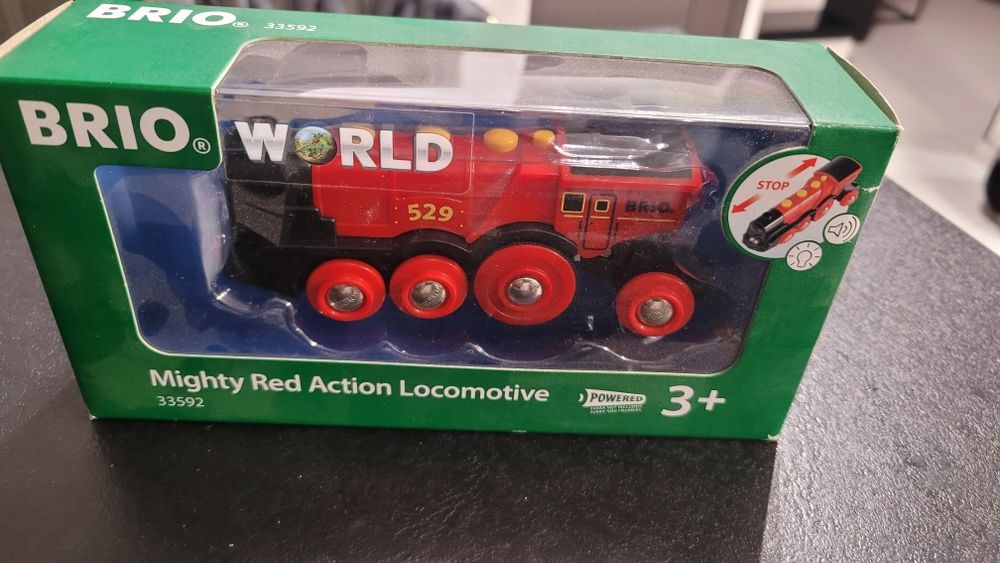 BRIO®
33592
BRIO®
WORLD
529
BRIO®
STOP
Mighty Red Action Locomotive
33592
POWERED
3+